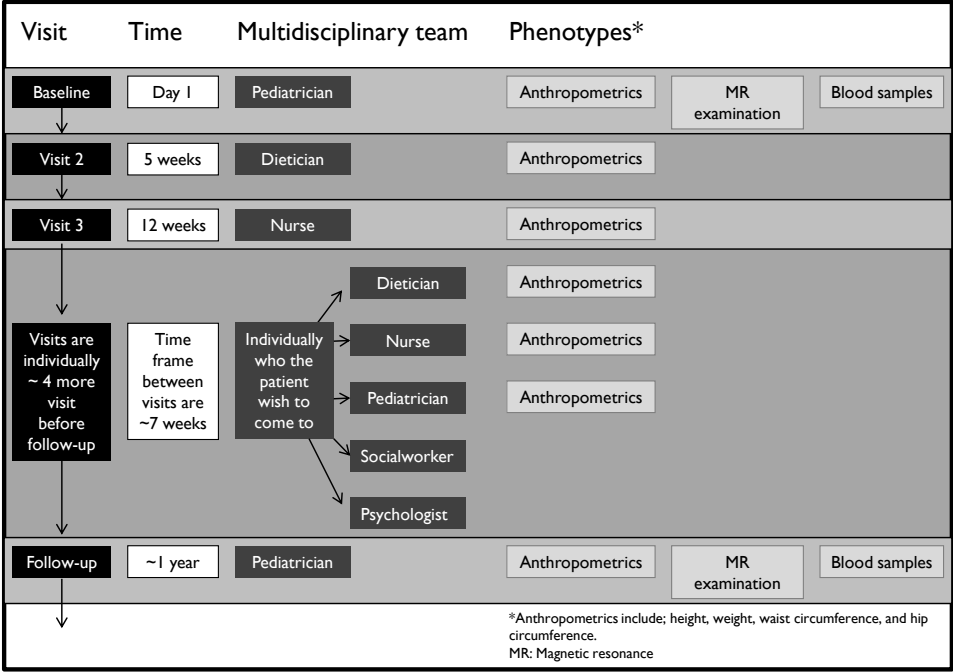 Visit
Time
Multidisciplinary team
Phenotypes*
Baseline
Day 1
Pediatrician
Anthropometrics
MR
examination
Blood samples
Visit 2
5 weeks
Dietician
Anthropometrics
Visit 3
12 weeks
Nurse
Anthropometrics
Visits are
individually
~ 4 more
visit
before
follow-up
Time
frame
between
visits are
~7 weeks
Individually
who the
patient
wish to
come to
Dietician
Anthropometrics
Nurse
Anthropometrics
Pediatrician
Anthropometrics
Socialworker
Psychologist
Follow-up
~1 year
Pediatrician
Anthropometrics
MR
examination
Blood samples
*Anthropometrics include; height, weight, waist circumference, and hip
circumference.
MR: Magnetic resonance